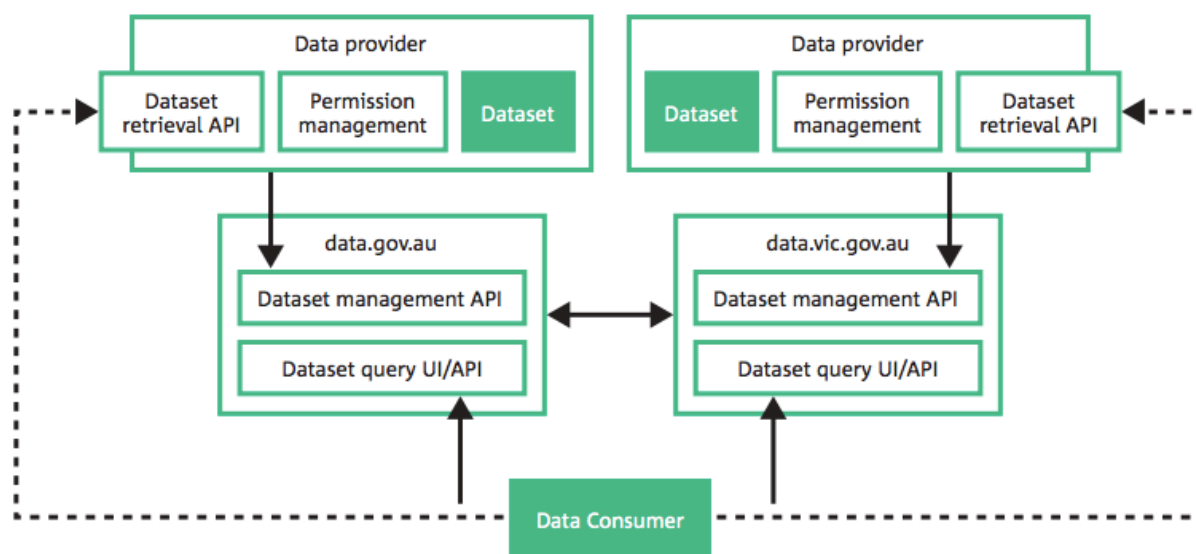 Data provider
Dataset
retrieval API
Permission
management
Dataset
Data provider
Dataset
Permission
management
Dataset
retrieval API
data.gov.au
Dataset management API
Dataset query UI/API
data.vic.gov.au
Dataset management API
Dataset query UI/API
Data Consumer